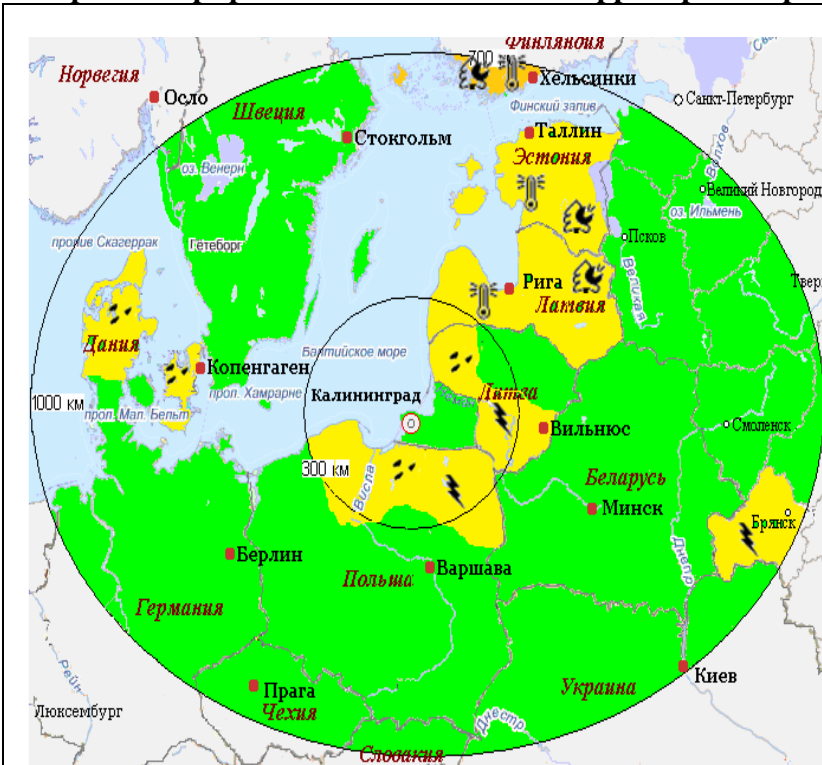 700
Финляндия
Норвегия
Осло
Хельсинки
Швеция
Финский залив
Санкт-Петербург
Стокгольм
Таллин
Эстония
Волхов
оз. Венерн
Великий Новгород
оз. Ильмень
пролив Скагеррак
Гетеборг
Псков
Великая
Рига
Латвия
Твер
Дания
Балтийское море
Копенгаген
прол. Хамрарне
Калининград
Литва
1000 км
прол. Мал. Бельт
Смоленск
Вильнюс
300 км
Висла
Беларусь
Минск
Брянск
Днепр
Берлин
Варшава
Польша
Германия
Рейн
Киев
Украина
Прага
Чехия
Люксембург
Днестр
Словакия